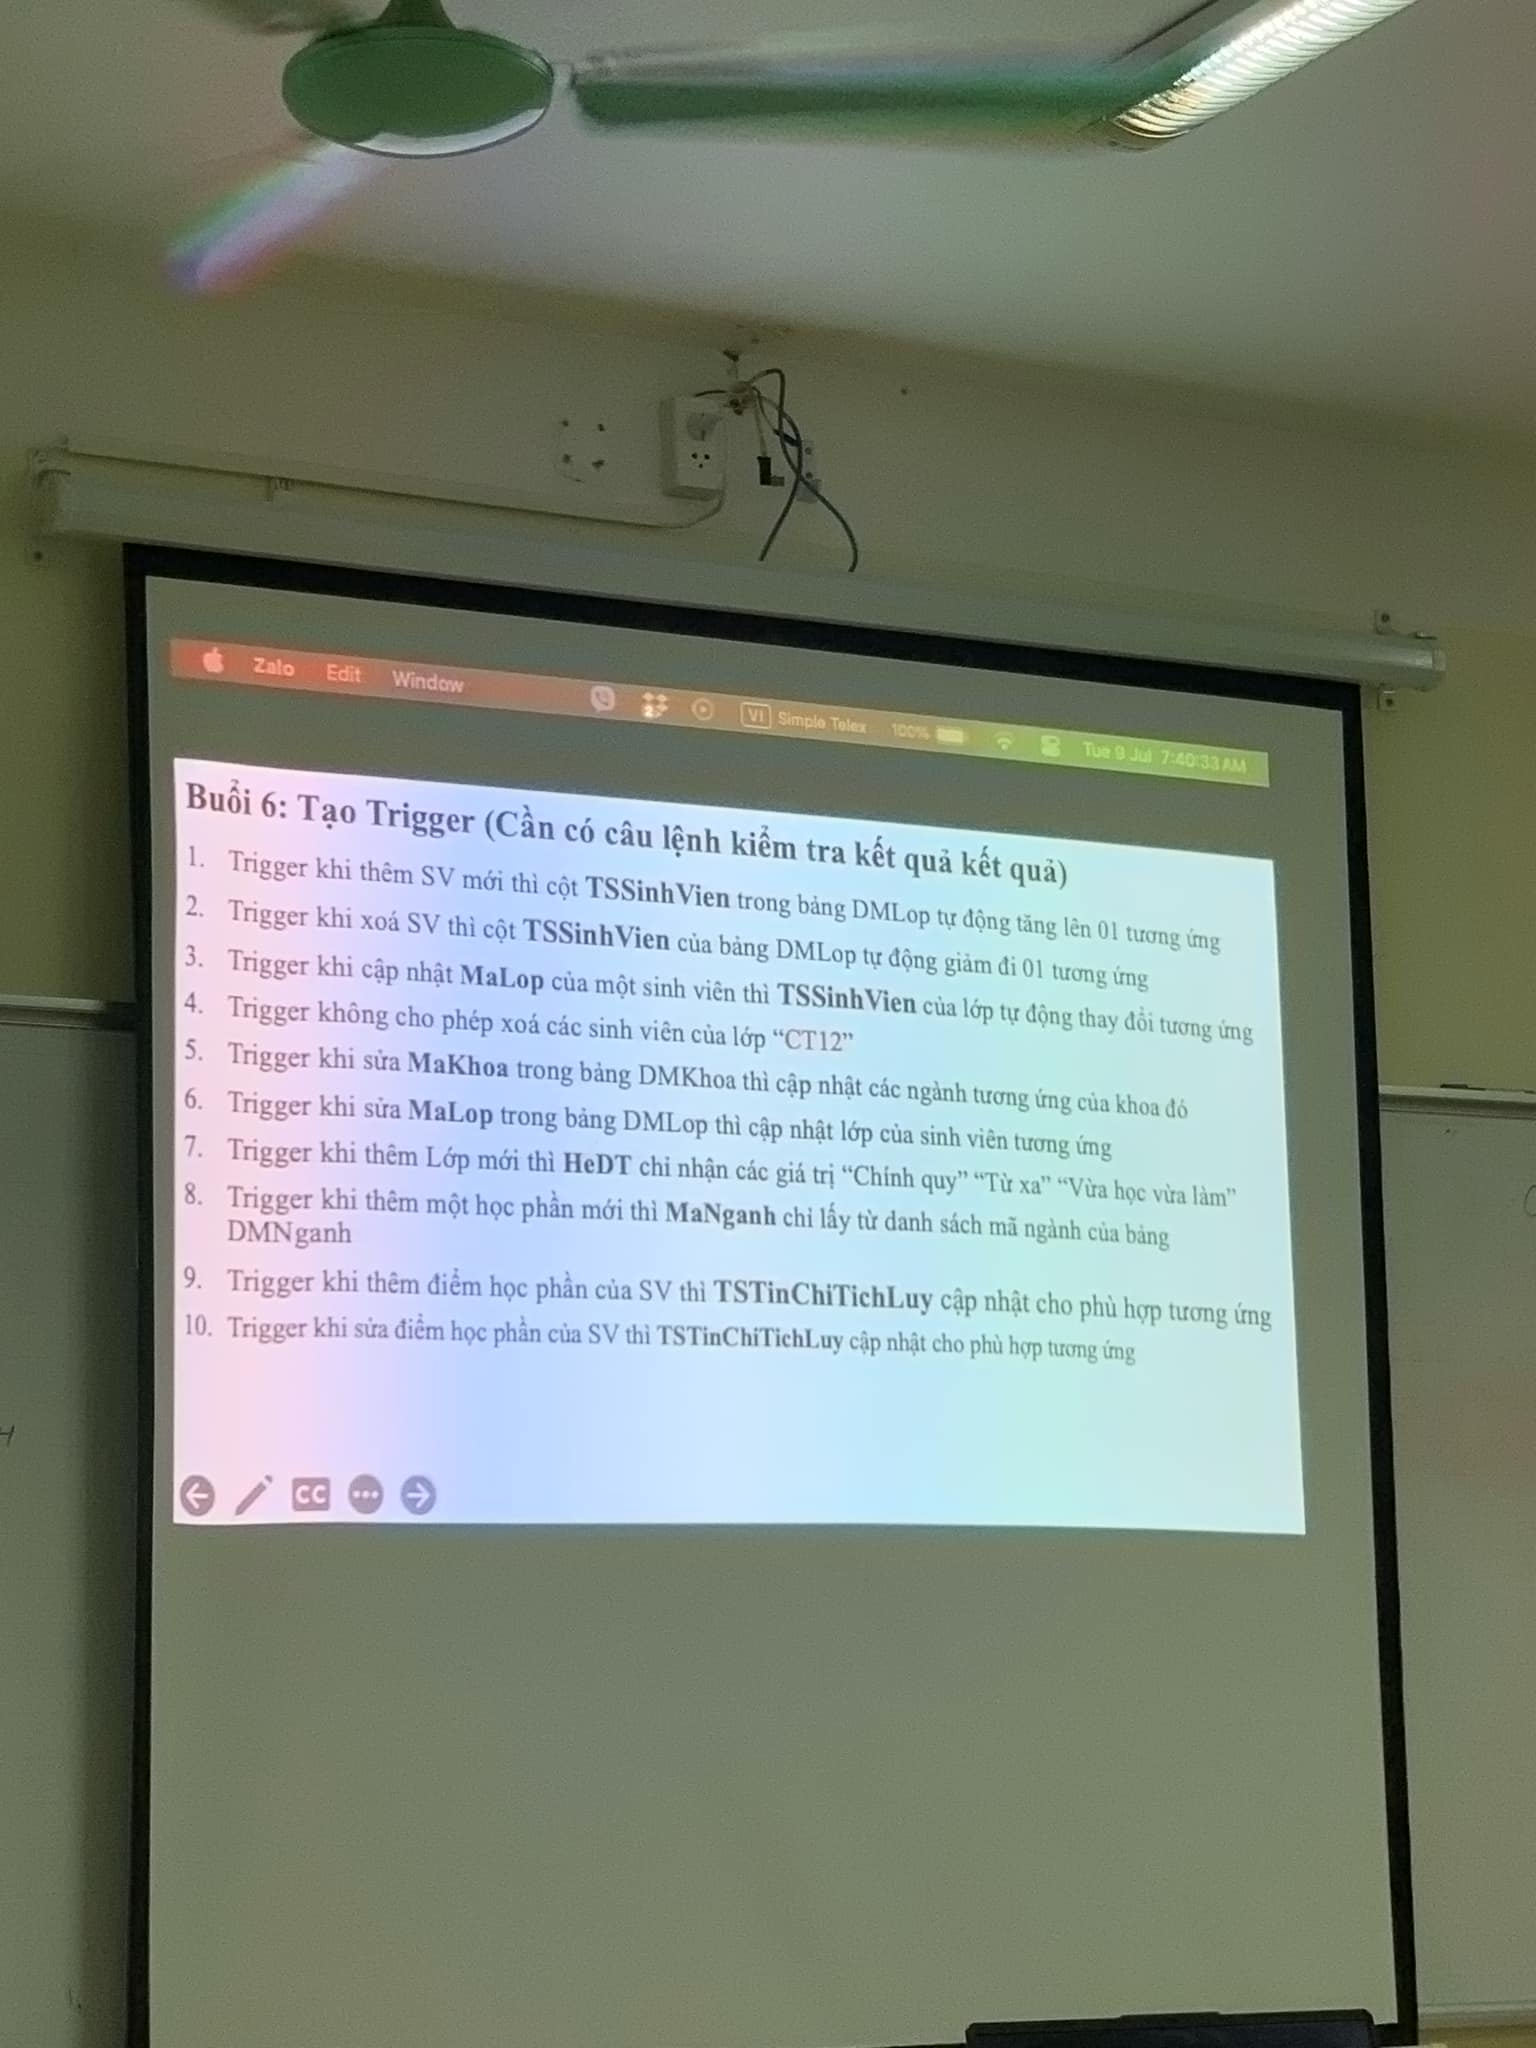 Zalo Edit Window VI Simple Telex 100% Tue 9 Jul 7:40:33 AM
Buổi 6: Tạo Trigger (Cần có câu lệnh kiểm tra kết quả kết quả)
1. Trigger khi thêm SV mới thì cột TSSinhVien trong bảng DMLop tự động tăng lên 01 tương ứng
2. Trigger khi xoá SV thì cột TSSinhVien của bảng DMLop tự động giảm đi 01 tương ứng
3. Trigger khi cập nhật MaLop của một sinh viên thì TSSinhVien của lớp tự động thay đổi tương ứng
4. Trigger không cho phép xoá các sinh viên của lớp “CT12”
5. Trigger khi sửa MaKhoa trong bảng DMKhoa thì cập nhật các ngành tương ứng của khoa đó
6. Trigger khi sửa MaLop trong bảng DMLop thì cập nhật lớp của sinh viên tương ứng
7. Trigger khi thêm Lớp mới thì HeDT chỉ nhận các giá trị “Chính quy” “Từ xa” “Vừa học vừa làm”
8. Trigger khi thêm một học phần mới thì MaNganh chỉ lấy từ danh sách mã ngành của bảng
DMNganh
9. Trigger khi thêm điểm học phần của SV thì TSTinChiTichLuy cập nhật cho phù hợp tương ứng
10. Trigger khi sửa điểm học phần của SV thì TSTinChiTichLuy cập nhật cho phù hợp tương ứng
CC